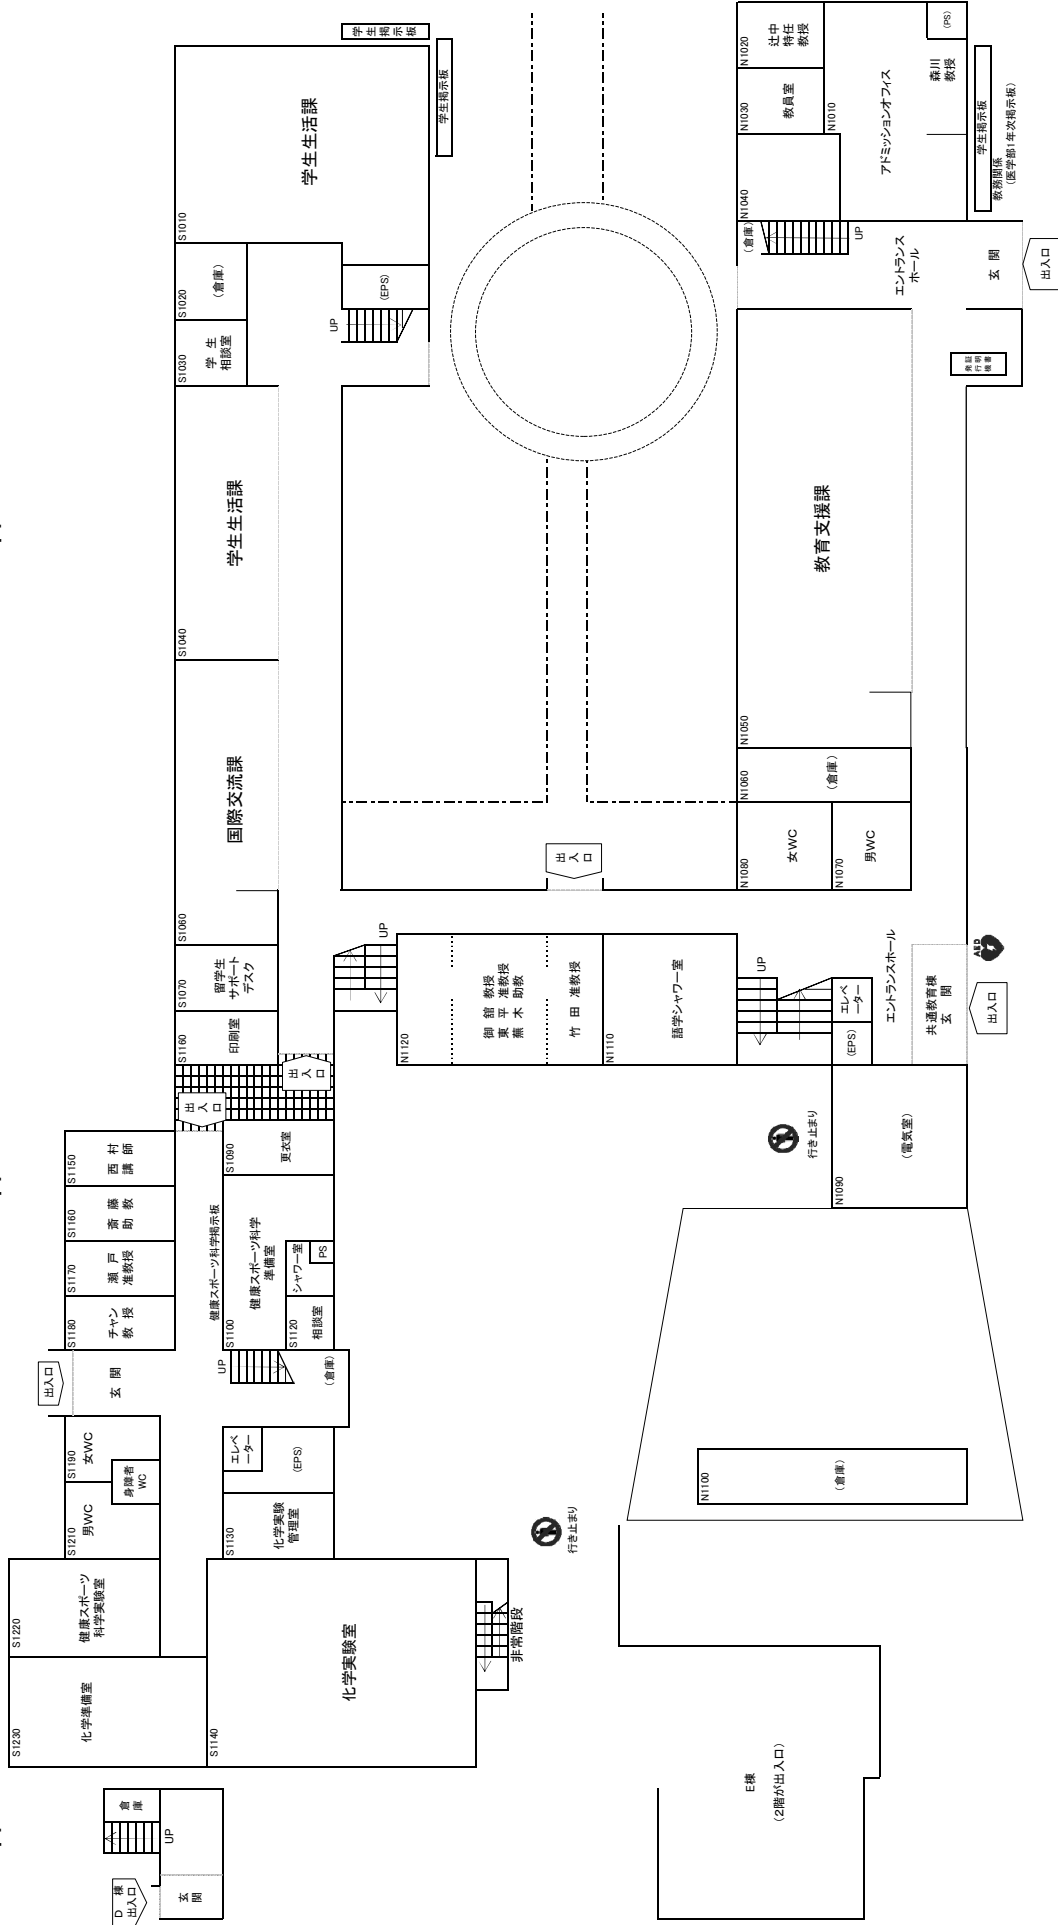 D 棟
出入口
玄
関
倉
庫
UP
S1230
化学準備室
S1220
健康スポーツ
科学実験室
S1210
男WC
S1190
女WC
身障者
WC
出入口
玄 関
S1180
チャン
教 授
S1170
瀬 戸
准教授
S1160
斎 藤
助 教
S1150
西 村
講 師
健康スポーツ科学掲示板
S1140
化学実験室
非常階段
S1130
化学実験
管理室
エレベ
ーター
(EPS)
UP
(倉庫)
S1100
健康スポーツ科学
準備室
S1120
相談室
シャワー室
PS
S1090
更衣室
出
入
口
出
入
口
S1160
印刷室
S1070
留学生
サポート
デスク
S1060
国際交流課
S1040
学生生活課
S1030
学 生
相談室
S1020
(倉庫)
S1010
学生生活課
UP
(EPS)
学 生 掲 示 板
学生掲示板
UP
N1120
御 舘 教授
東 平 准教授
蕪 木 助教
竹 田 准教授
N1110
語学シャワー室
UP
エレベ
ーター
(EPS)
エントランスホール
共通教育棟
玄 関
出入口
AED
出
入
口
N1080
女WC
N1070
男WC
N1060
(倉庫)
N1050
教育支援課
エントランス
ホール
玄 関
出入口
発 証
行 明
機 書
(倉庫)
UP
N1040
N1030
教員室
N1020
辻中
特任
教授
N1010
アドミッションオフィス
森川
教授
(PS)
学生掲示板
教務関係
(医学部1年次掲示板)
行き止まり
N1090
(電気室)
N1100
(倉庫)
行き止まり
E棟
(2階が出入口)